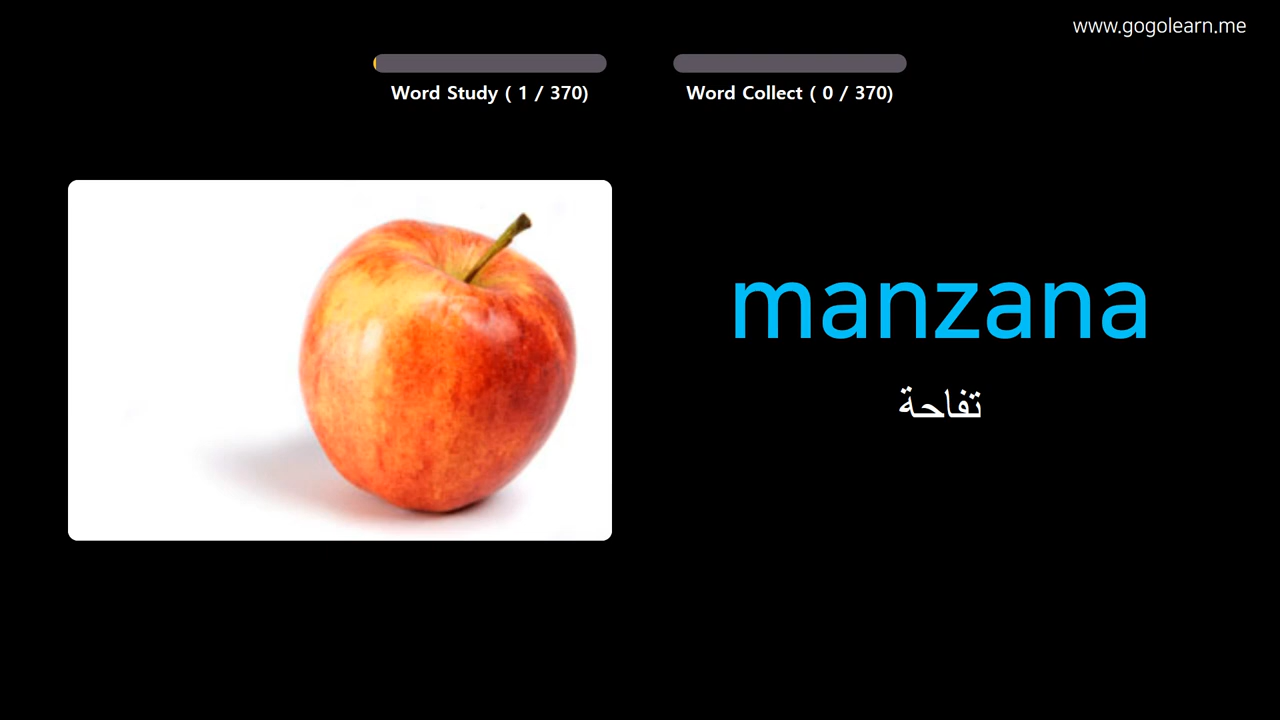 www.gogolearn.me
Word Study ( 1 / 370)
Word Collect ( 0 / 370)
manzana
تفاحة